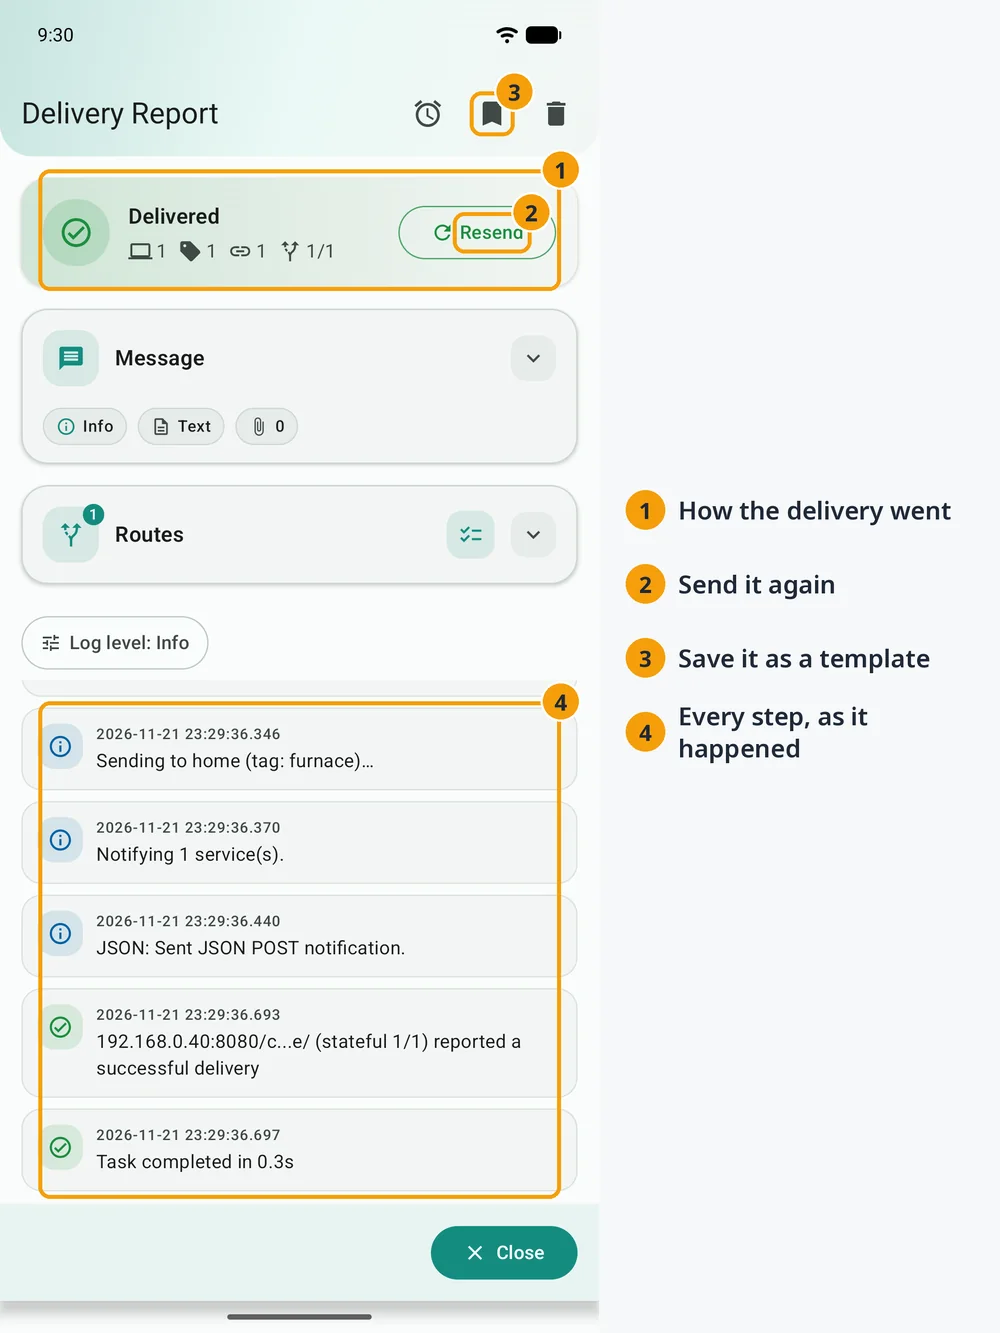 9:30
Delivery Report
3
1
Delivered
1 1 1 1/1
Resend
2
Message
Info
Text
0
1
Routes
Log level: Info
4
2026-11-21 23:29:36.346
Sending to home (tag: furnace)...
2026-11-21 23:29:36.370
Notifying 1 service(s).
2026-11-21 23:29:36.440
JSON: Sent JSON POST notification.
2026-11-21 23:29:36.693
192.168.0.40:8080/c...e/ (stateful 1/1) reported a
successful delivery
2026-11-21 23:29:36.697
Task completed in 0.3s
Close
1 How the delivery went
2 Send it again
3 Save it as a template
4 Every step, as it
happened